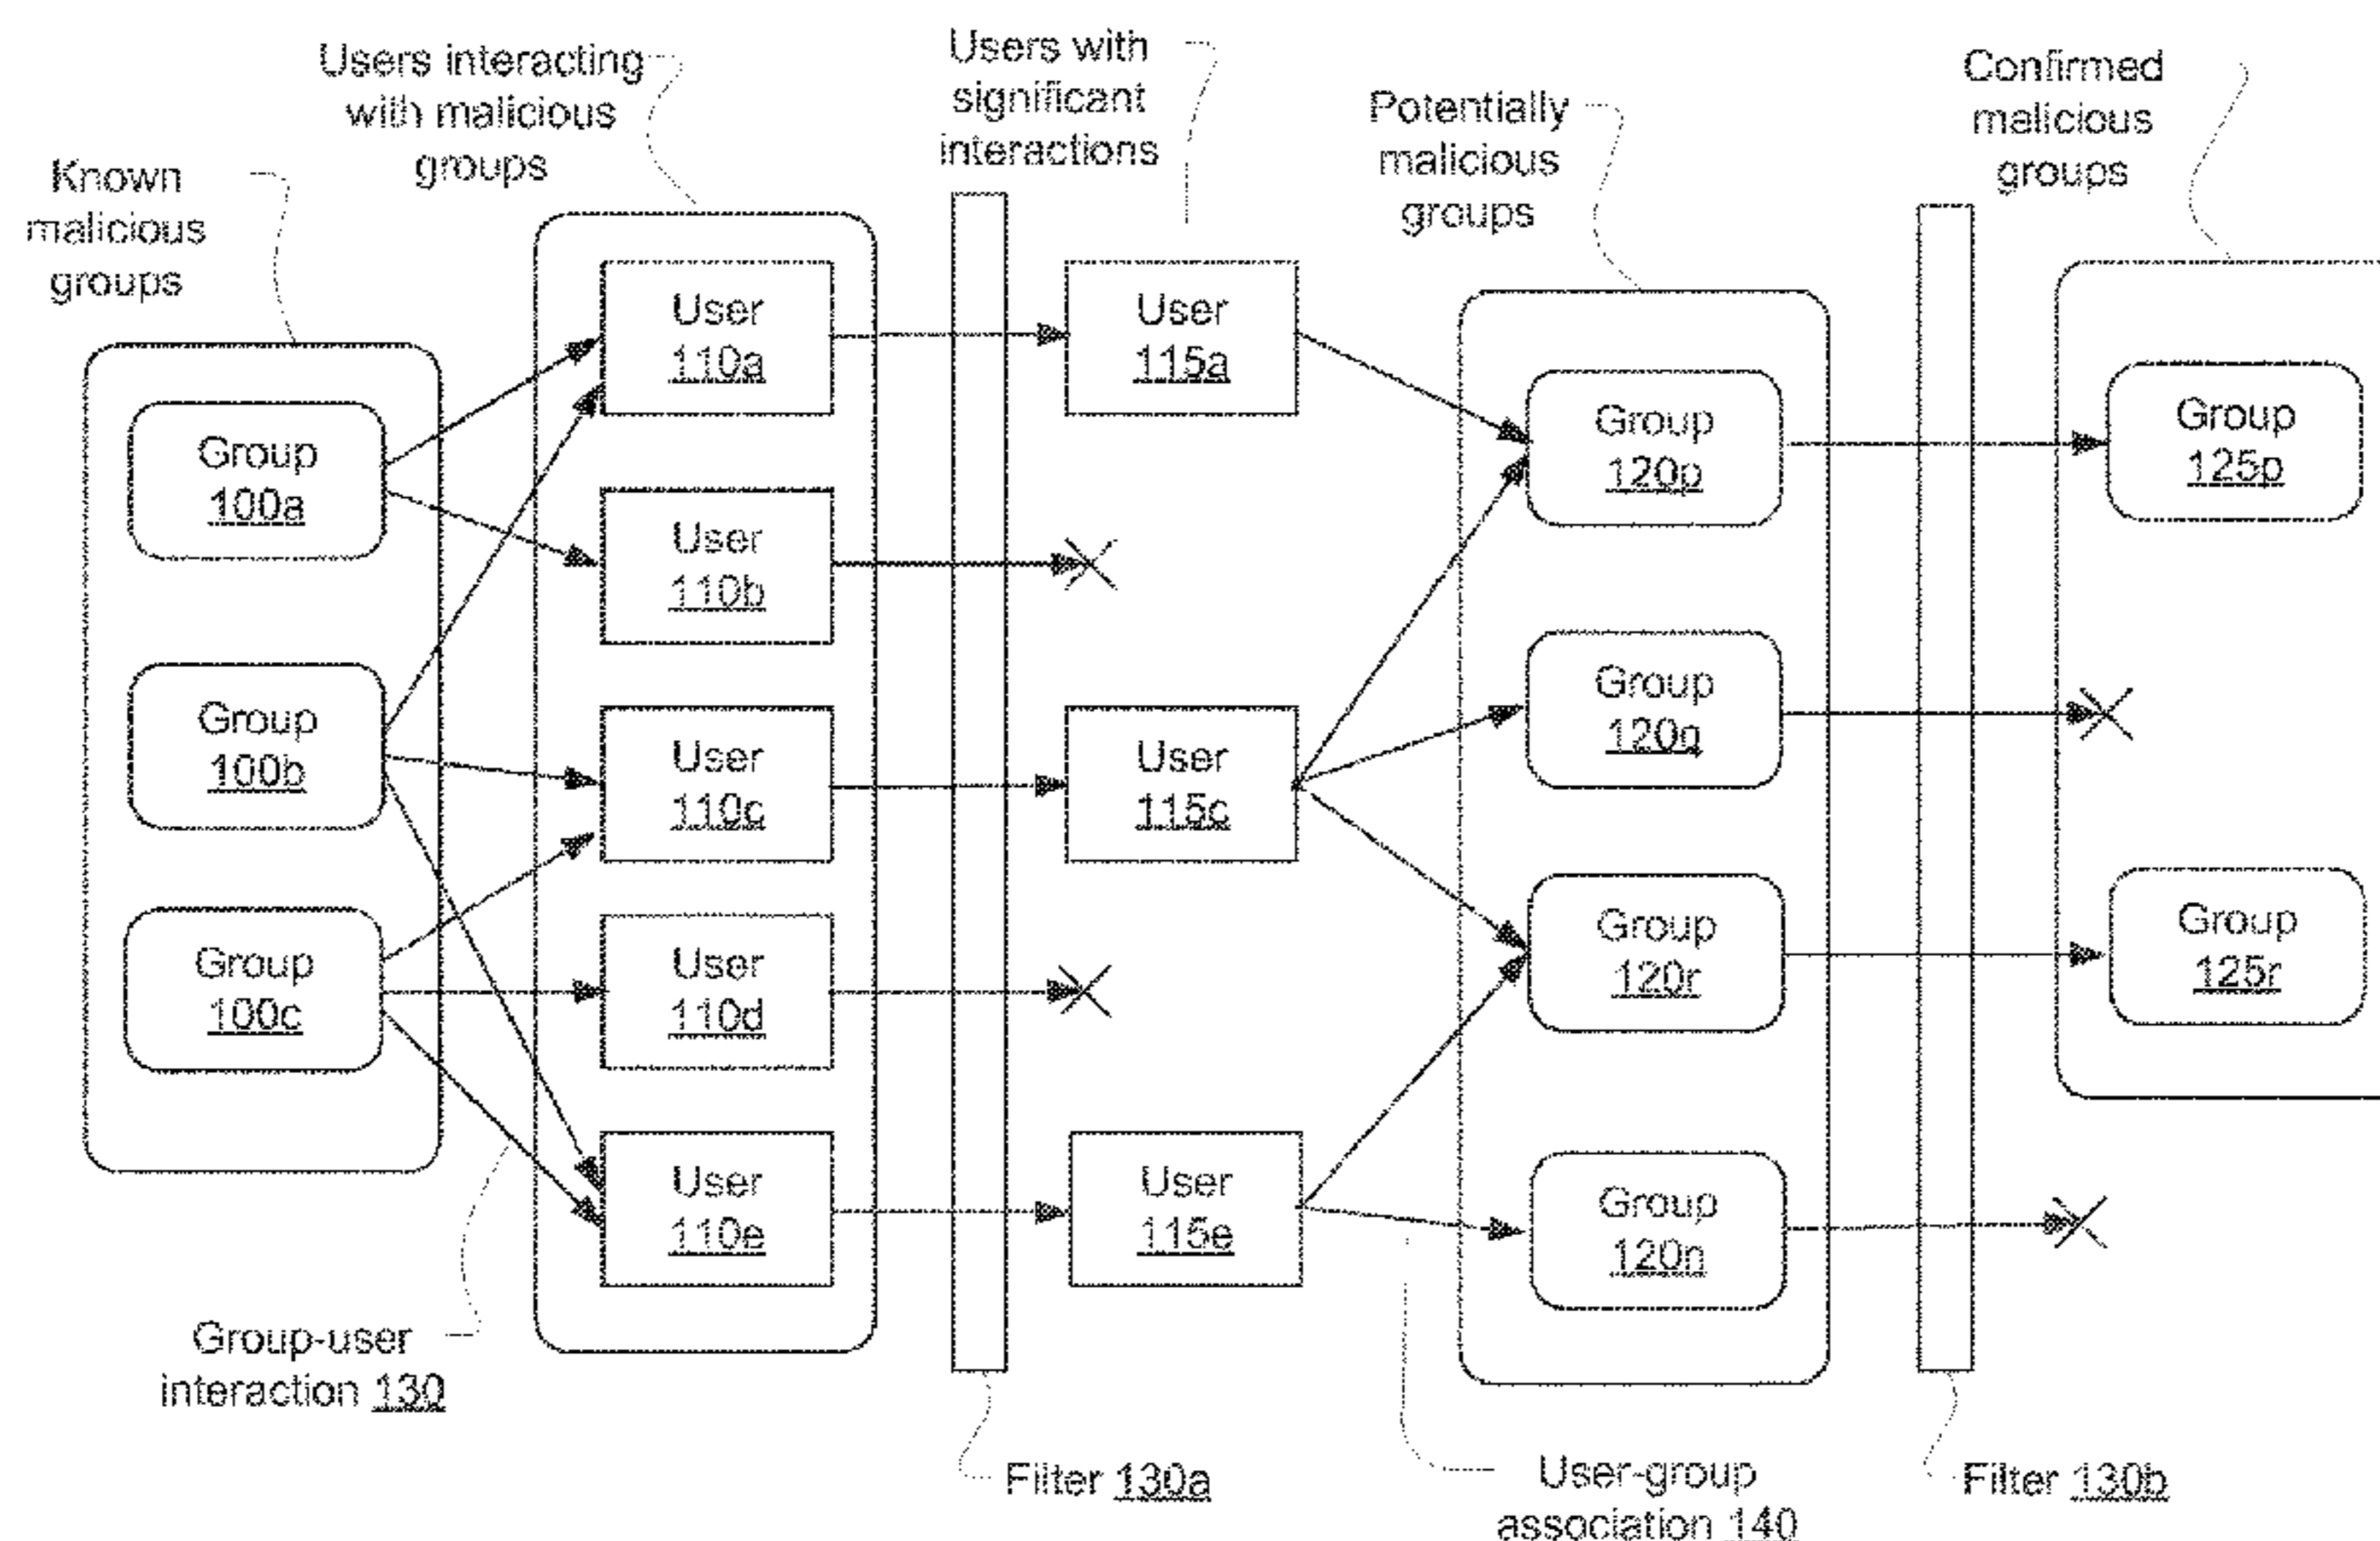 Known
malicious
groups
Users interacting
with malicious
groups
Users with
significant
interactions
Potentially
malicious
groups
Confirmed
malicious
groups
Group
100a
Group
100b
Group
100c
User
110a
User
110b
User
110c
User
110d
User
110e
User
115a
User
115c
User
115e
Group
120p
Group
120q
Group
120r
Group
120n
Group
125p
Group
125r
Group-user
interaction 130
Filter 130a
User-group
association 140
Filter 130b